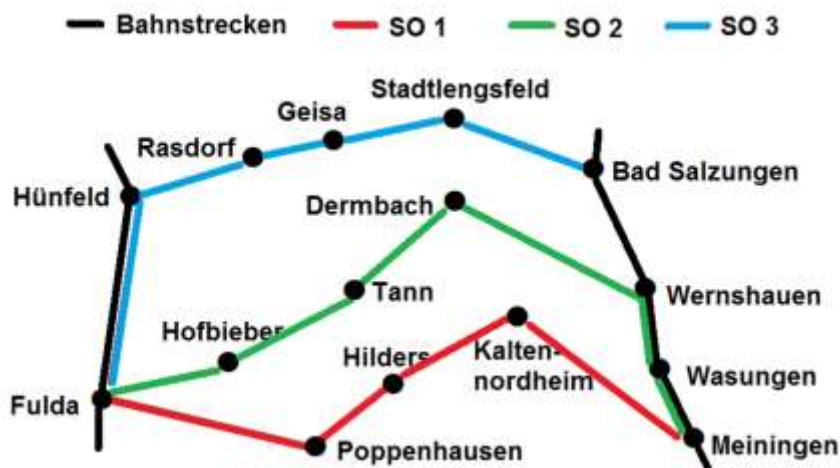 Bahnstrecken SO 1 SO 2 SO 3
Stadtlengsfeld
Geisa
Rasdorf
Bad Salzungen
Hünfeld
Dermbach
Tann
Wernshauen
Hofbieber
Hilders
Kalten-
nordheim
Wasungen
Fulda
Poppenhausen
Meiningen